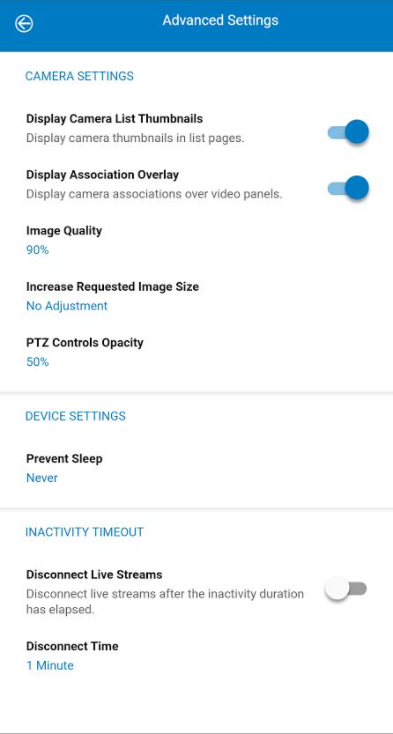 Advanced Settings
CAMERA SETTINGS
Display Camera List Thumbnails
Display camera thumbnails in list pages.
Display Association Overlay
Display camera associations over video panels.
Image Quality
90%
Increase Requested Image Size
No Adjustment
PTZ Controls Opacity
50%
DEVICE SETTINGS
Prevent Sleep
Never
INACTIVITY TIMEOUT
Disconnect Live Streams
Disconnect live streams after the inactivity duration
has elapsed.
Disconnect Time
1 Minute